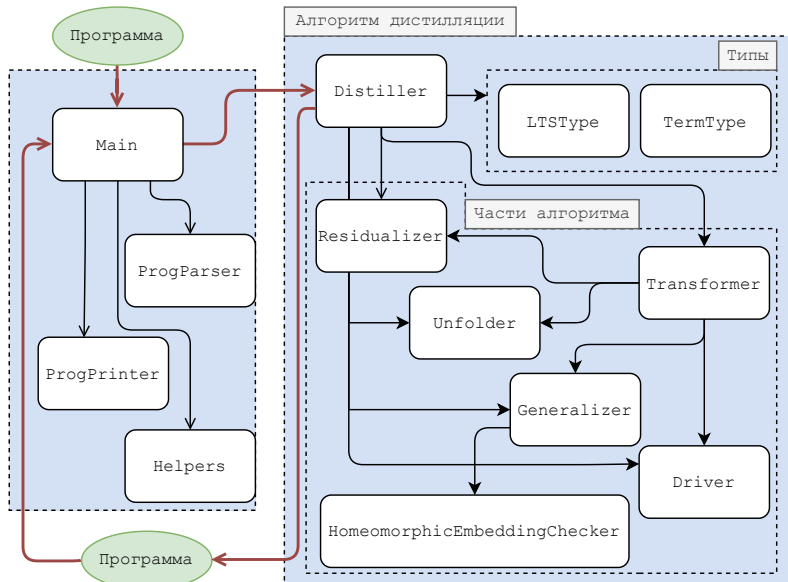 Алгоритм дистилляции
Программа
Типы
Distiller
LTSType
TermType
Main
Части алгоритма
Residualizer
ProgParser
Transformer
Unfolder
ProgPrinter
Generalizer
Helpers
Driver
HomeomorphicEmbeddingChecker
Программа